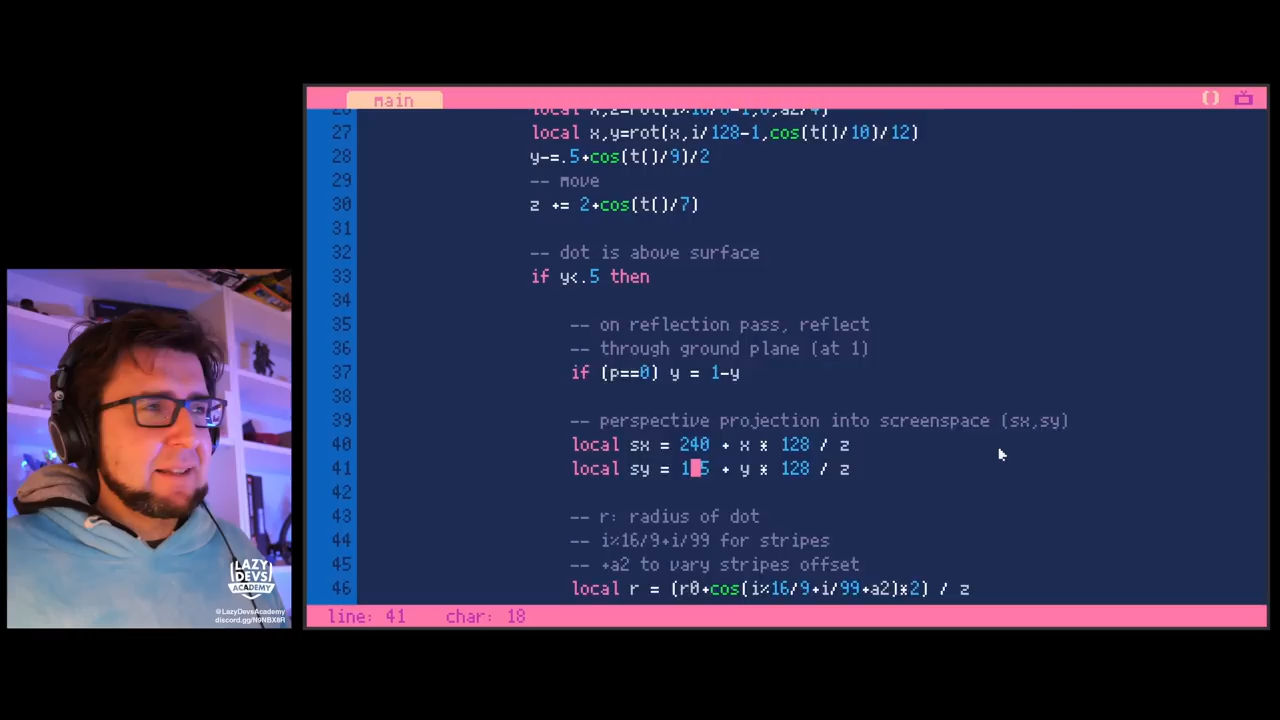 main
()
27 local x,y=rot(x,i/128-1,cos(t()/10)/12)
28 y-=.5+cos(t()/9)/2
29 -- move
30 z += 2+cos(t()/7)
31
32 -- dot is above surface
33 if y<.5 then
34
35 -- on reflection pass, reflect
36 -- through ground plane (at 1)
37 if (p==0) y = 1-y
38
39 -- perspective projection into screenspace (sx,sy)
40 local sx = 240 + x * 128 / z
41 local sy = 1 5 + y * 128 / z
42
43 -- r: radius of dot
44 -- i%16/9+i/99 for stripes
45 -- +a2 to vary stripes offset
46 local r = (r0+cos(i%16/9+i/99+a2)*2) / z
line: 41 char: 18
LAZY
DEVS
ACADEMY
@LazyDevsAcademy
discord.gg/N9NBX8R